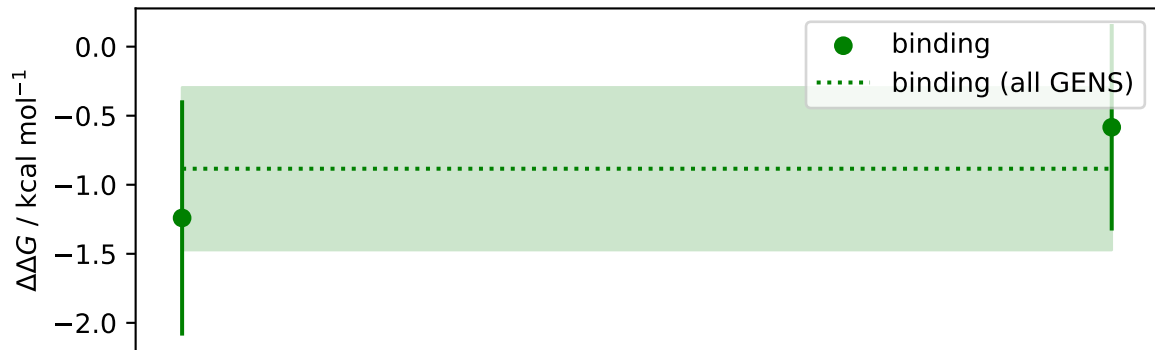 0.0
−0.5
−1.0
−1.5
−2.0
ΔΔG / kcal mol⁻¹
binding
binding (all GENS)